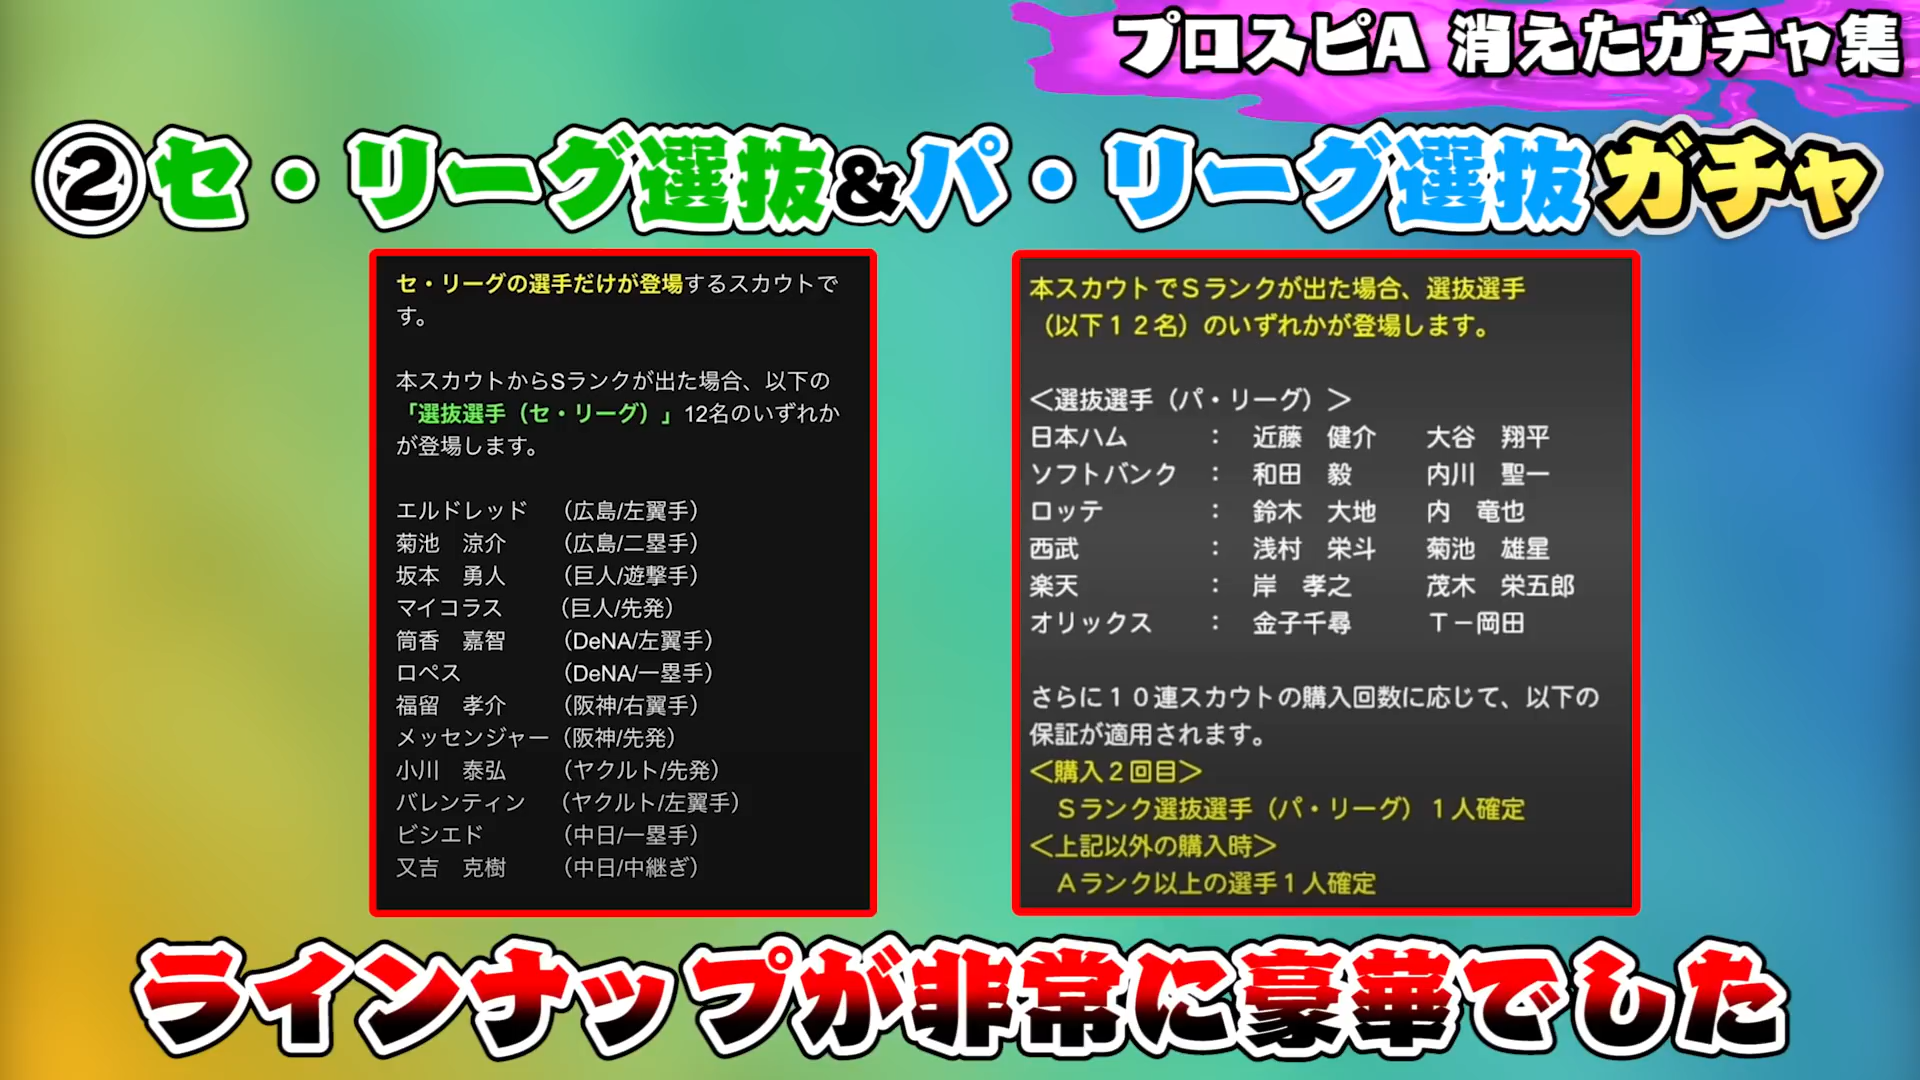 プロスピA 消えたガチャ集
②セ・リーグ選抜&パ・リーグ選抜ガチャ
セ・リーグの選手だけが登場するスカウトで
す。
本スカウトからSランクが出た場合、以下の
「選抜選手（セ・リーグ）」12名のいずれか
が登場します。
エルドレッド （広島/左翼手）
菊池 涼介 （広島/二塁手）
坂本 勇人 （巨人/遊撃手）
マイコラス （巨人/先発）
筒香 嘉智 （DeNA/左翼手）
ロペス （DeNA/一塁手）
福留 孝介 （阪神/右翼手）
メッセンジャー（阪神/先発）
小川 泰弘 （ヤクルト/先発）
バレンティン （ヤクルト/左翼手）
ビシエド （中日/一塁手）
又吉 克樹 （中日/中継ぎ）
本スカウトでＳランクが出た場合、選抜選手
（以下１２名）のいずれかが登場します。
＜選抜選手（パ・リーグ）＞
日本ハム ： 近藤 健介 大谷 翔平
ソフトバンク ： 和田 毅 内川 聖一
ロッテ ： 鈴木 大地 内 竜也
西武 ： 浅村 栄斗 菊池 雄星
楽天 ： 岸 孝之 茂木 栄五郎
オリックス ： 金子千尋 Ｔ－岡田
さらに１０連スカウトの購入回数に応じて、以下の
保証が適用されます。
＜購入２回目＞
Ｓランク選抜選手（パ・リーグ）１人確定
＜上記以外の購入時＞
Ａランク以上の選手１人確定
ラインナップが非常に豪華でした